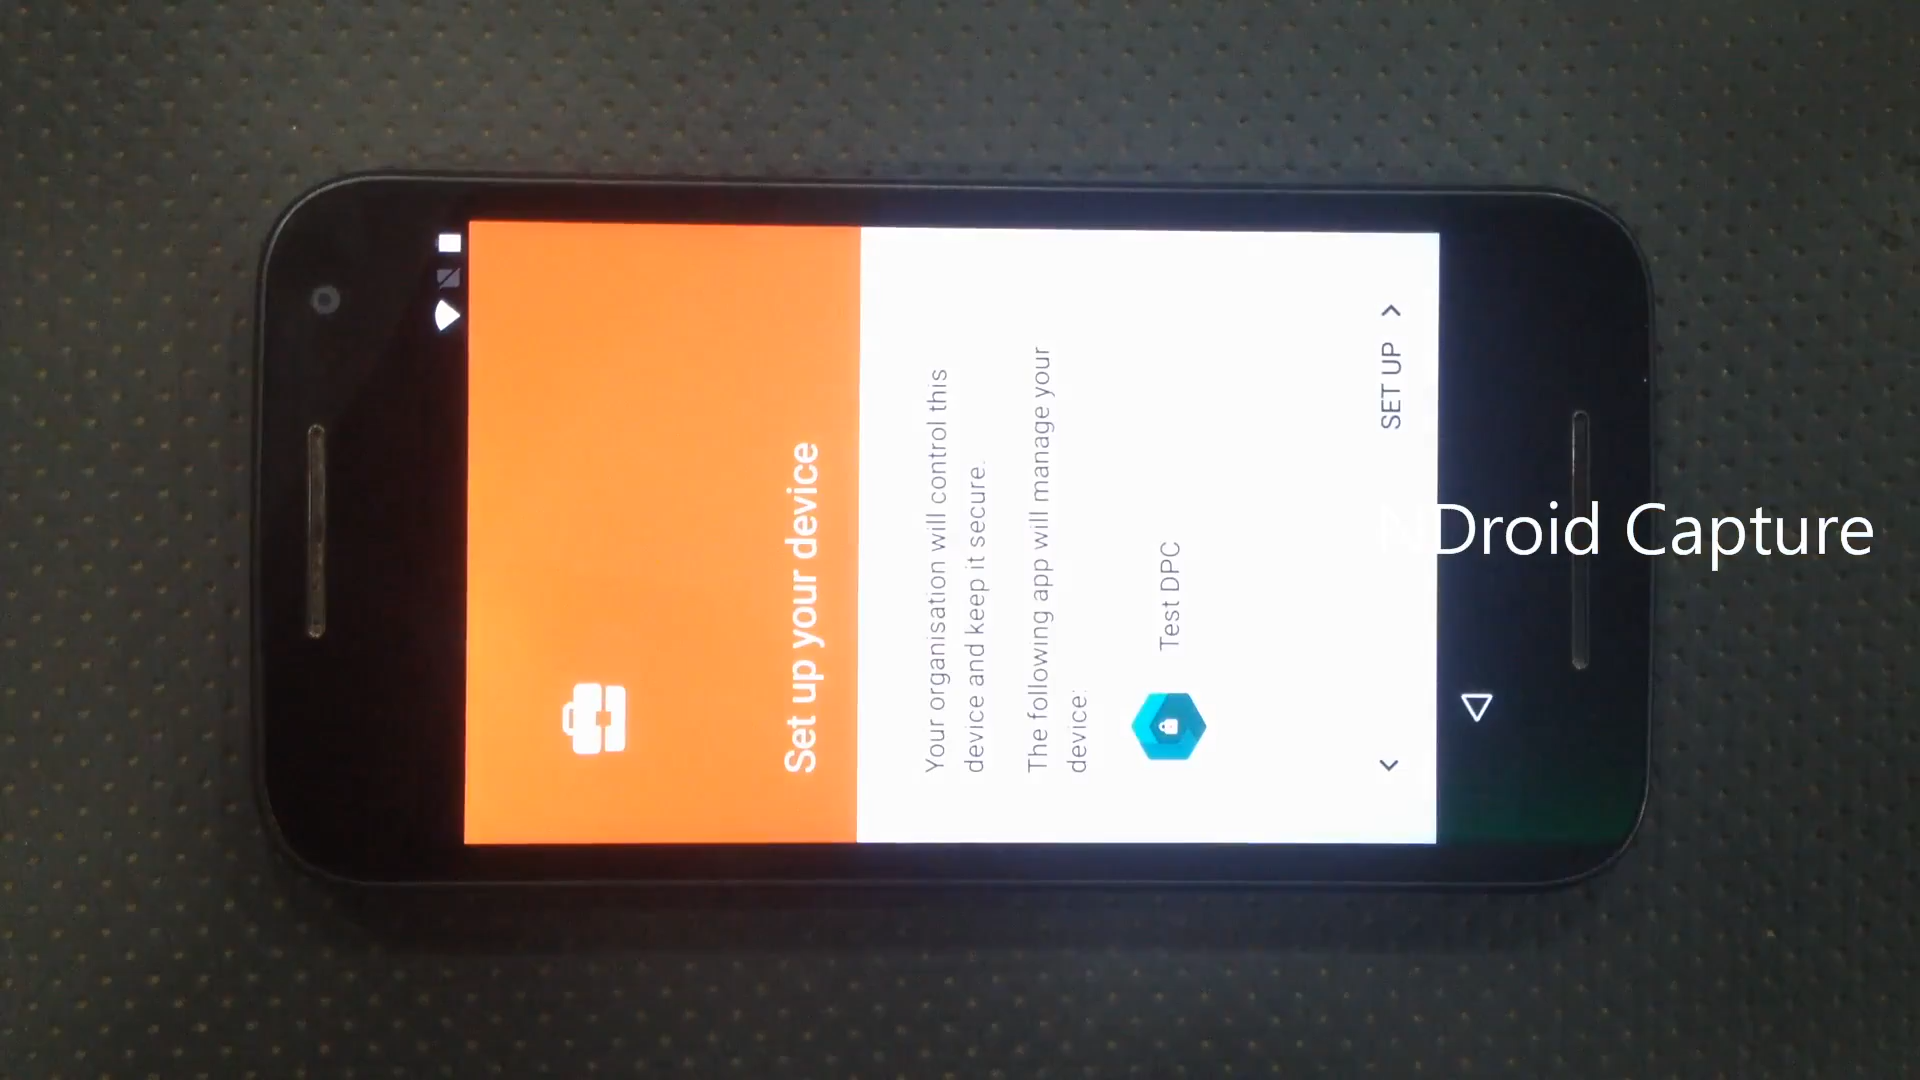 Set up your device
Your organisation will control this
device and keep it secure.
The following app will manage your
device:
Test DPC
SET UP
NDroid Capture